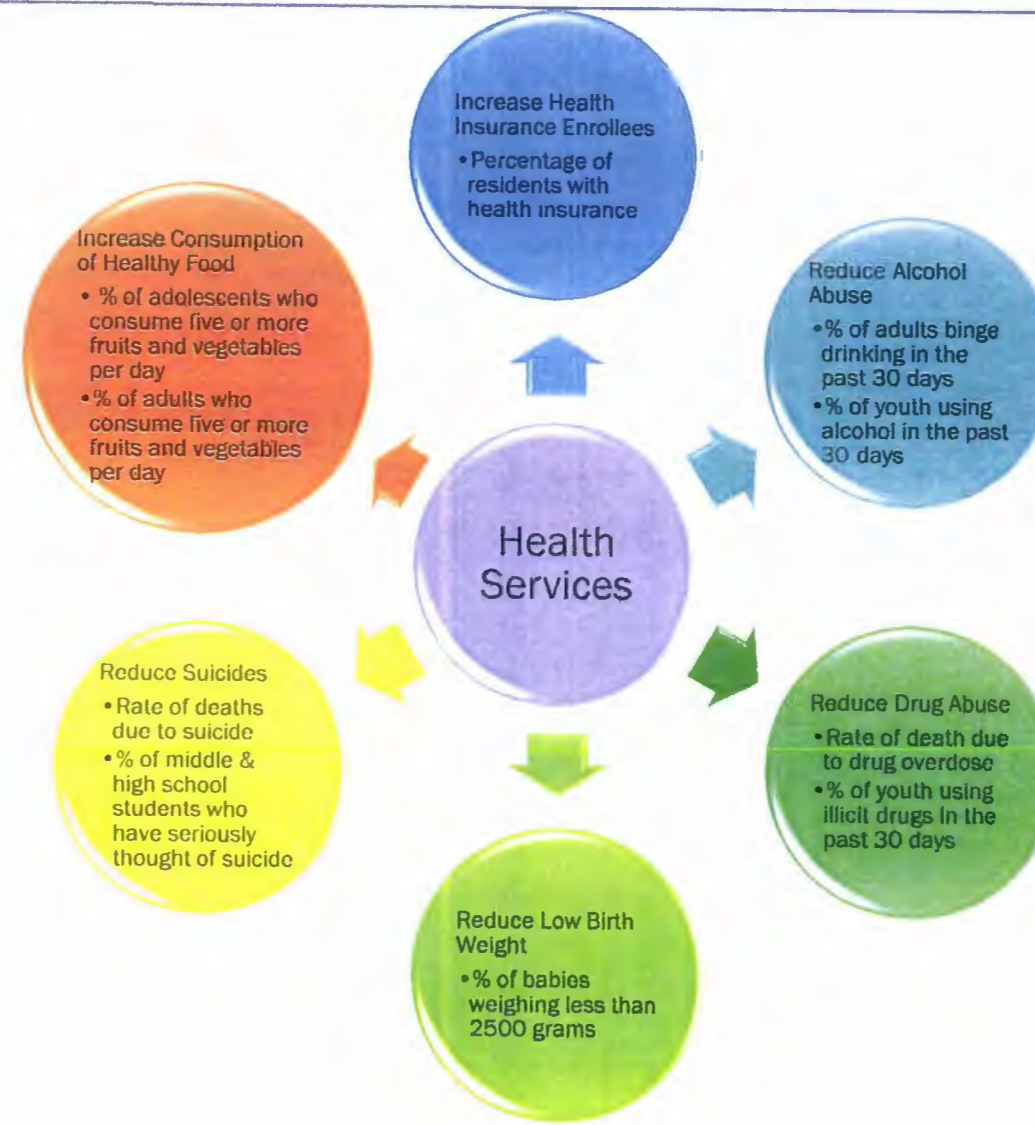 Increase Health
Insurance Enrollees
• Percentage of
residents with
health insurance
Reduce Alcohol
Abuse
• % of adults binge
drinking in the
past 30 days
• % of youth using
alcohol in the past
30 days
Reduce Drug Abuse
• Rate of death due
to drug overdose
• % of youth using
illicit drugs in the
past 30 days
Reduce Low Birth
Weight
• % of babies
weighing less than
2500 grams
Reduce Suicides
• Rate of deaths
due to suicide
• % of middle &
high school
students who
have seriously
thought of suicide
Increase Consumption
of Healthy Food
• % of adolescents who
consume five or more
fruits and vegetables
per day
• % of adults who
consume five or more
fruits and vegetables
per day
Health
Services